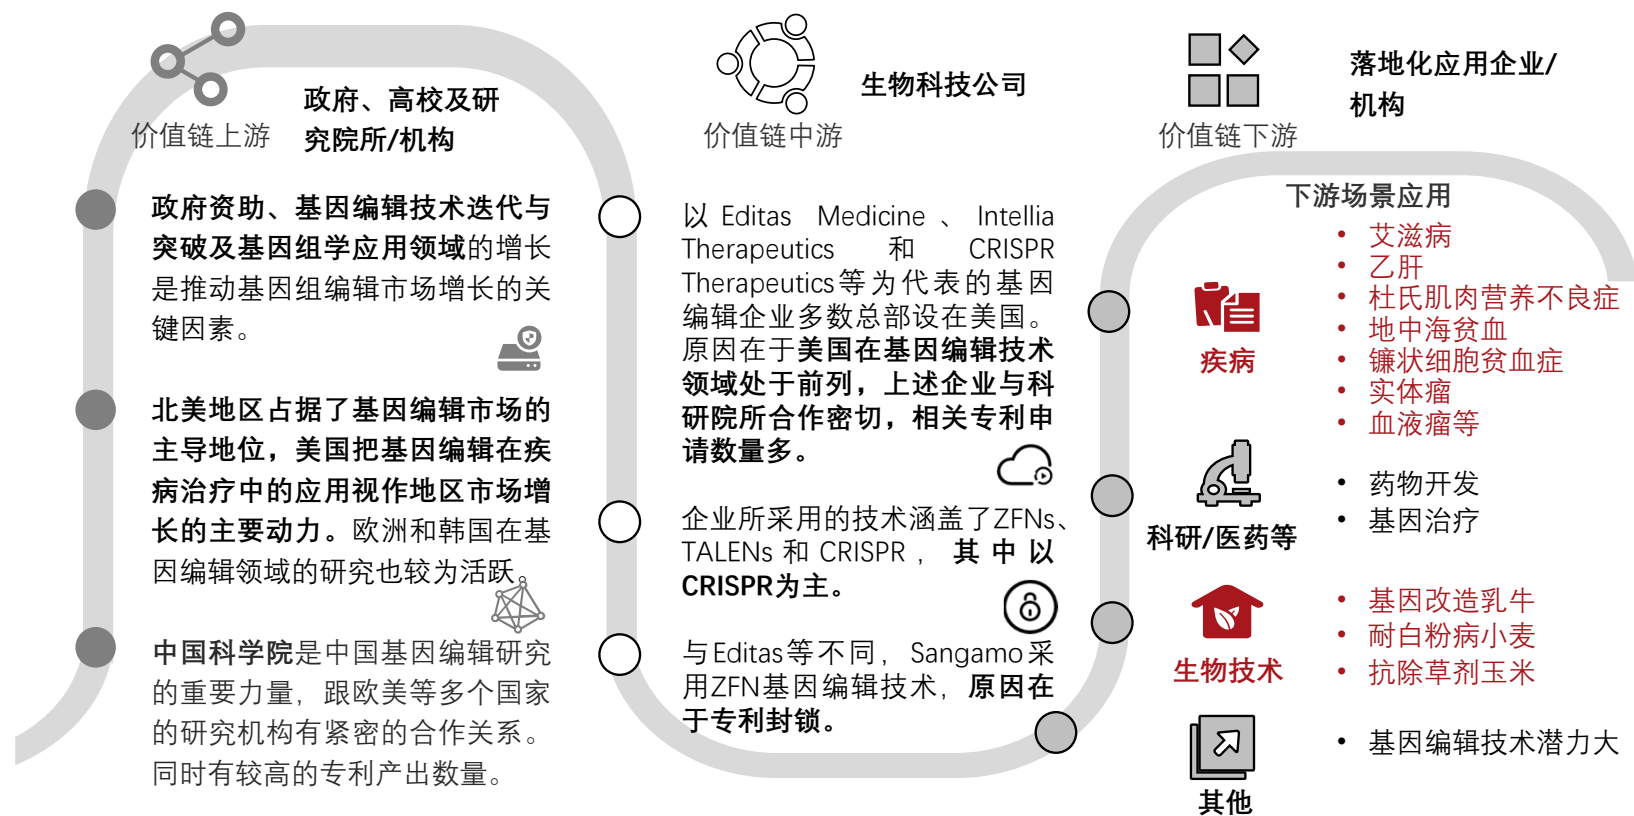 价值链上游
政府、高校及研
究院所/机构
政府资助、基因编辑技术迭代与
突破及基因组学应用领域的增长
是推动基因组编辑市场增长的关
键因素。
北美地区占据了基因编辑市场的
主导地位，美国把基因编辑在疾
病治疗中的应用视作地区市场增
长的主要动力。欧洲和韩国在基
因编辑领域的研究也较为活跃。
中国科学院是中国基因编辑研究
的重要力量，跟欧美等多个国家
的研究机构有紧密的合作关系。
同时有较高的专利产出数量。
价值链中游
生物科技公司
以 Editas Medicine 、 Intellia
Therapeutics 和 CRISPR
Therapeutics等为代表的基因
编辑企业多数总部设在美国。
原因在于美国在基因编辑技术
领域处于前列，上述企业与科
研院所合作密切，相关专利申
请数量多。
企业所采用的技术涵盖了ZFNs、
TALENs 和 CRISPR ， 其中以
CRISPR为主。
与Editas等不同，Sangamo采
用ZFN基因编辑技术，原因在
于专利封锁。
价值链下游
落地化应用企业/
机构
下游场景应用
疾病
• 艾滋病
• 乙肝
• 杜氏肌肉营养不良症
• 地中海贫血
• 镰状细胞贫血症
• 实体瘤
• 血液瘤等
科研/医药等
• 药物开发
• 基因治疗
生物技术
• 基因改造乳牛
• 耐白粉病小麦
• 抗除草剂玉米
其他
• 基因编辑技术潜力大